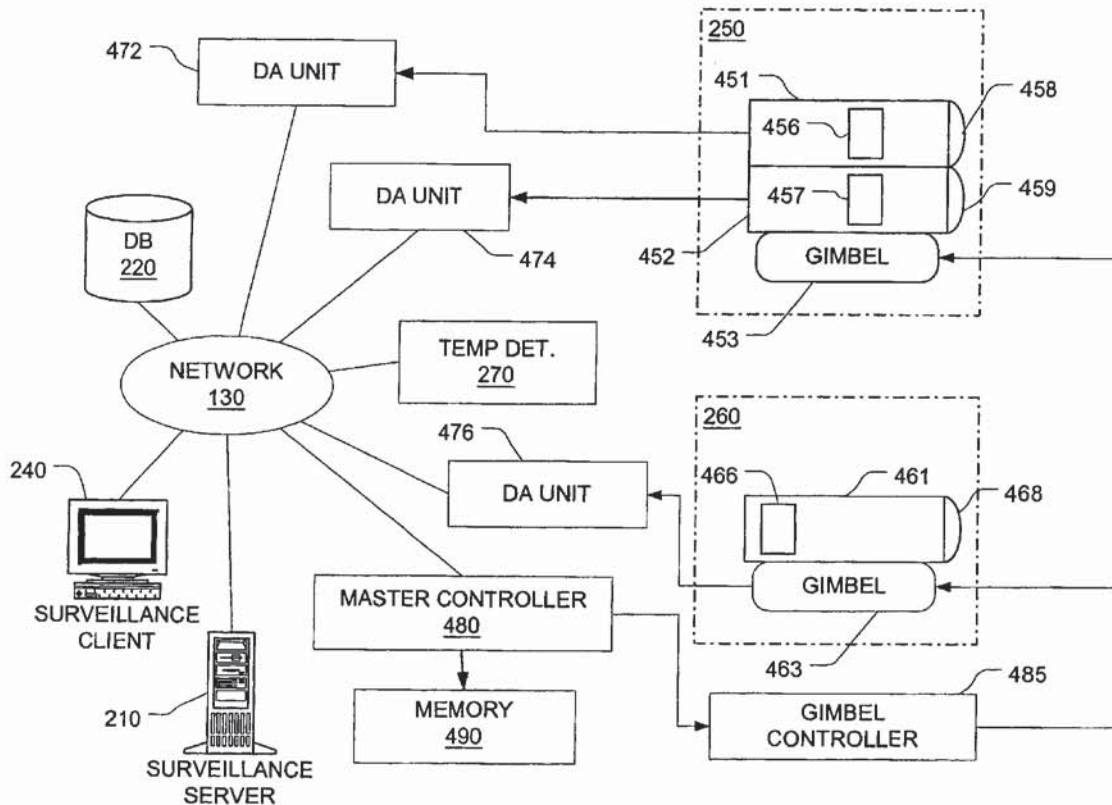 250
472
DA UNIT
451
458
456
DA UNIT
457
459
DB
220
474
452
GIMBEL
453
TEMP DET.
270
NETWORK
130
260
476
240
466
461
468
DA UNIT
GIMBEL
SURVEILLANCE
CLIENT
MASTER CONTROLLER
480
463
485
210
MEMORY
490
GIMBEL
CONTROLLER
SURVEILLANCE
SERVER